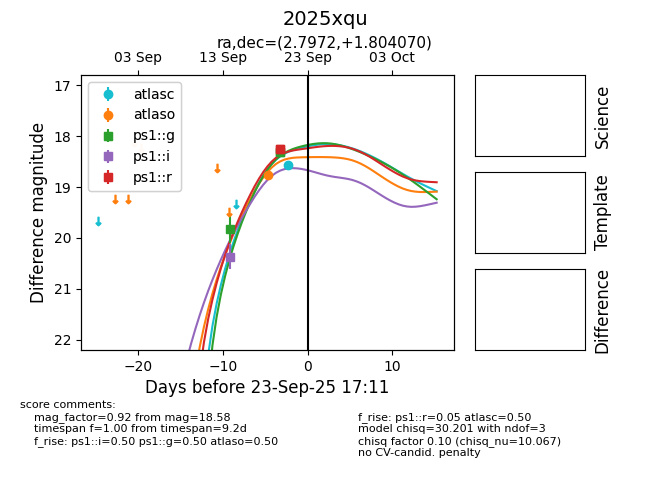 2025xqu
ra,dec=(2.7972,+1.804070)
03 Sep
13 Sep
23 Sep
03 Oct
17
18
19
20
21
22
Difference magnitude
atlasc
atlaso
ps1::g
ps1::i
ps1::r
−20
−10
0
10
Days before 23-Sep-25 17:11
Science
Template
Difference
score comments:
mag_factor=0.92 from mag=18.58
timespan f=1.00 from timespan=9.2d
f_rise: ps1::i=0.50 ps1::g=0.50 atlaso=0.50
f_rise: ps1::r=0.05 atlasc=0.50
model chisq=30.201 with ndof=3
chisq factor 0.10 (chisq_nu=10.067)
no CV-candid. penalty